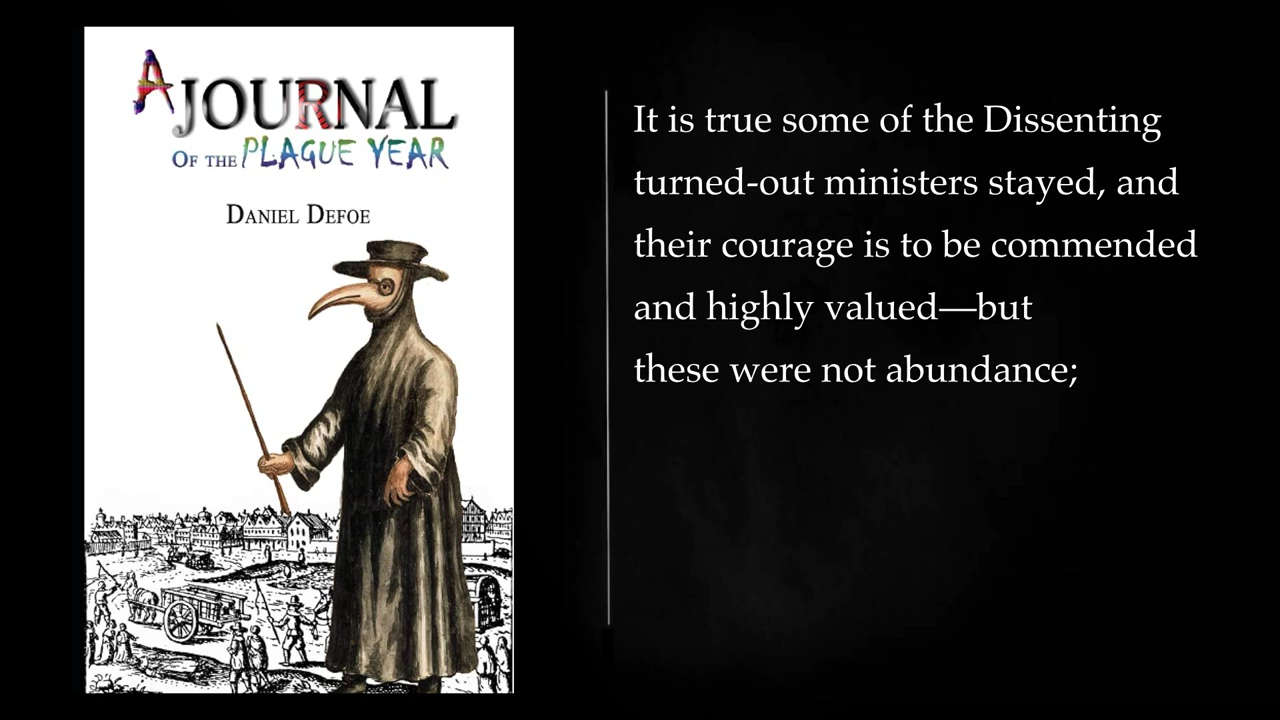 A JOURNAL
OF THE PLAGUE YEAR
DANIEL DEFOE
It is true some of the Dissenting
turned-out ministers stayed, and
their courage is to be commended
and highly valued—but
these were not abundance;